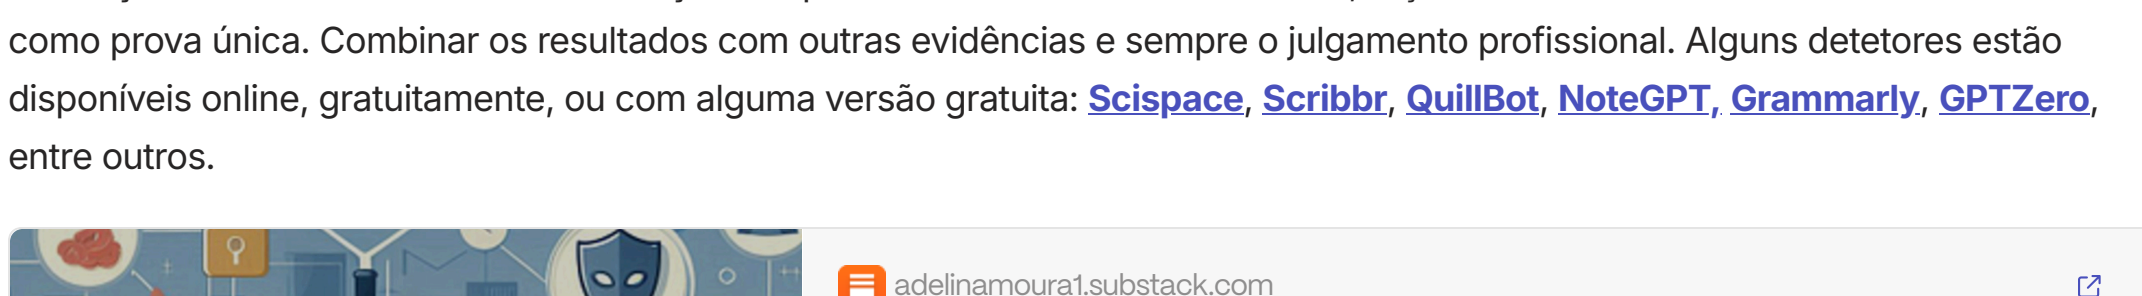 como prova única. Combinar os resultados com outras evidências e sempre o julgamento profissional. Alguns detetores estão
disponíveis online, gratuitamente, ou com alguma versão gratuita: Scispace, Scribbr, QuillBot, NoteGPT, Grammarly, GPTZero,
entre outros.
adelinamoura1.substack.com